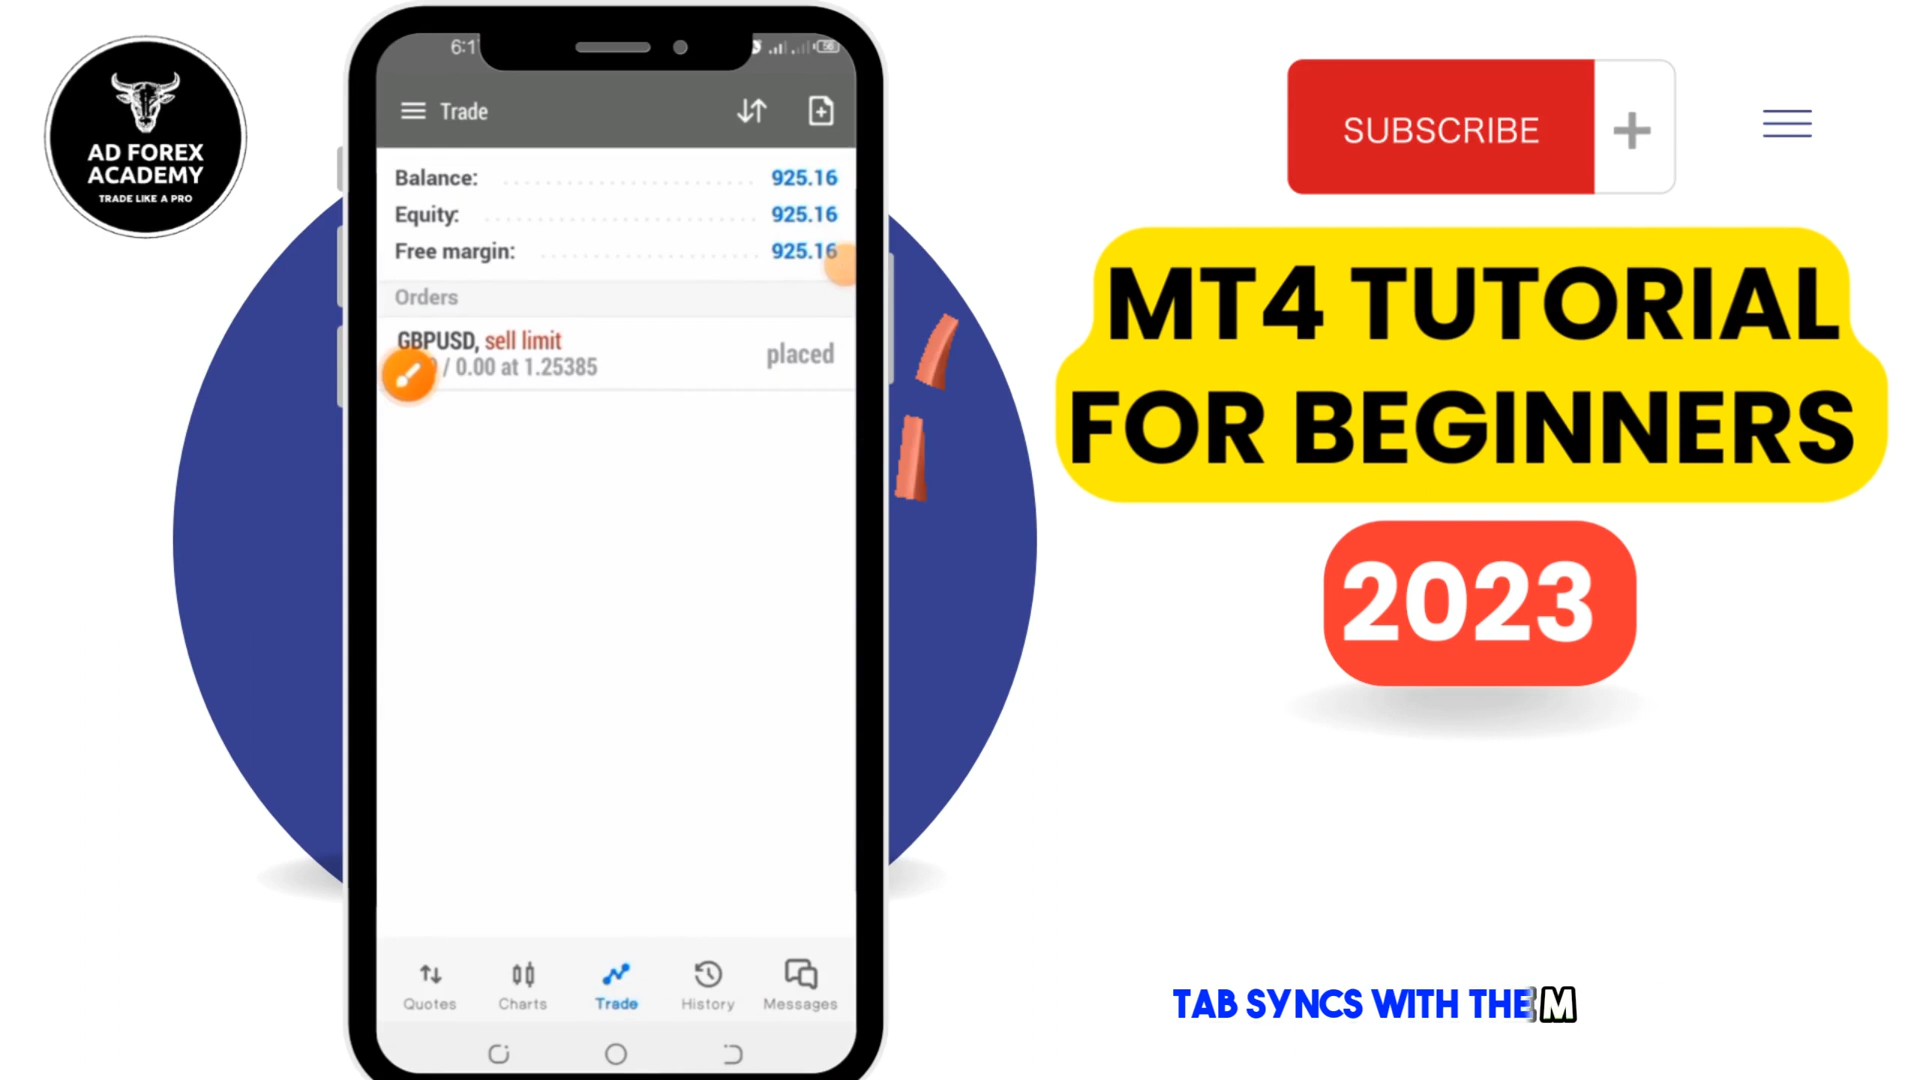 AD FOREX
ACADEMY
TRADE LIKE A PRO
Trade
Balance: 925.16
Equity: 925.16
Free margin: 925.16
Orders
GBPUSD, sell limit
/ 0.00 at 1.25385
placed
Quotes
Charts
Trade
History
Messages
SUBSCRIBE
MT4 TUTORIAL
FOR BEGINNERS
2023
TAB SYNCS WITH THE M